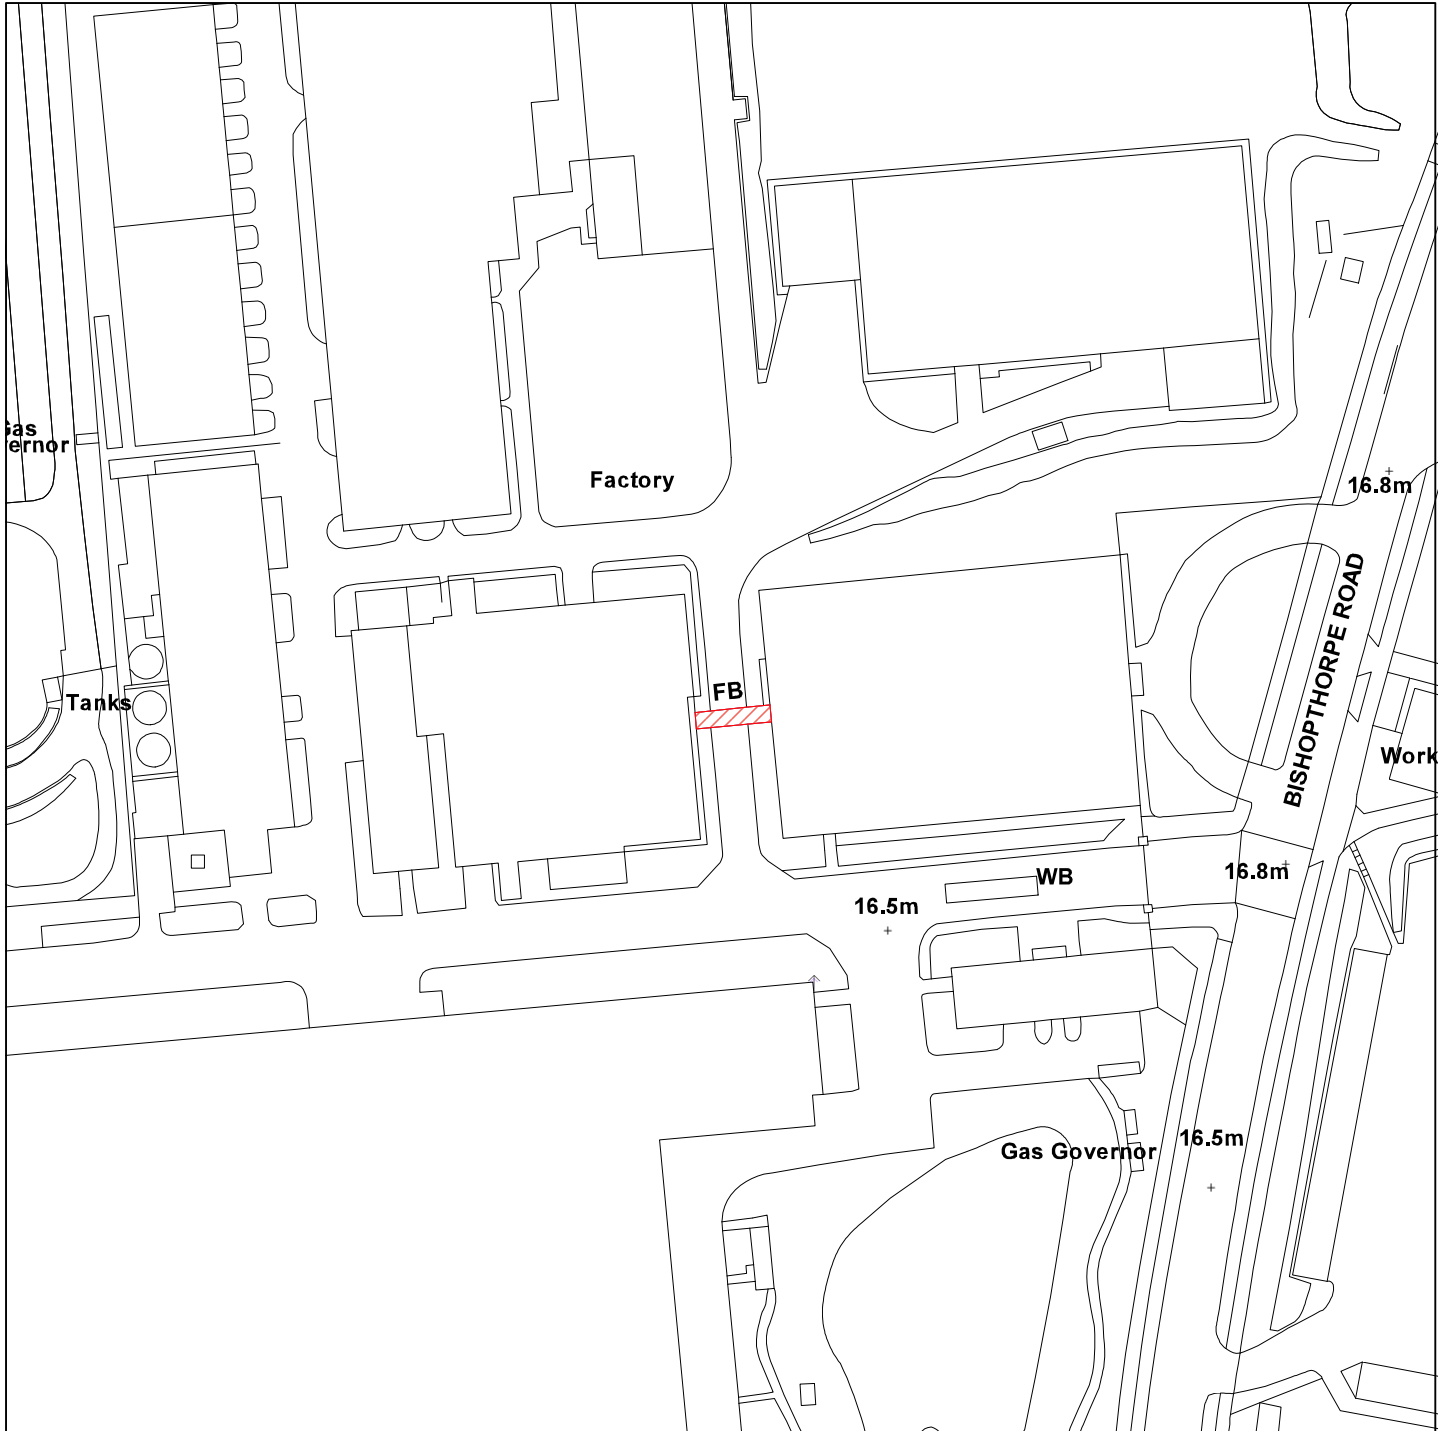 Gas
ernor
Factory
16.8m
BISHOPTHORPE ROAD
FB
Tanks
Work
16.8m
WB
16.5m
16.5m
Gas Governor